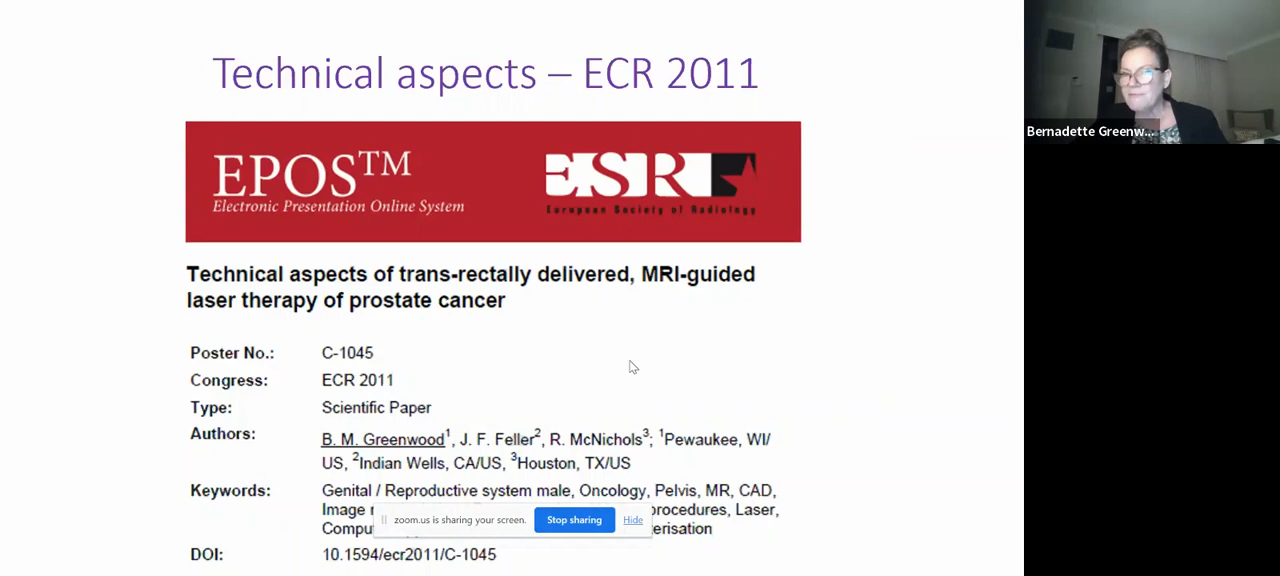 Technical aspects – ECR 2011
EPOS™
Electronic Presentation Online System
ESR
European Society of Radiology
Technical aspects of trans-rectally delivered, MRI-guided
laser therapy of prostate cancer
Poster No.: C-1045
Congress: ECR 2011
Type: Scientific Paper
Authors: B. M. Greenwood1, J. F. Feller2, R. McNichols3; 1Pewaukee, WI/
US, 2Indian Wells, CA/US, 3Houston, TX/US
Keywords: Genital / Reproductive system male, Oncology, Pelvis, MR, CAD,
Image procedures, Laser,
zoom.us is sharing your screen. Stop sharing Hide
DOI: 10.1594/ecr2011/C-1045
Bernadette Greenw...